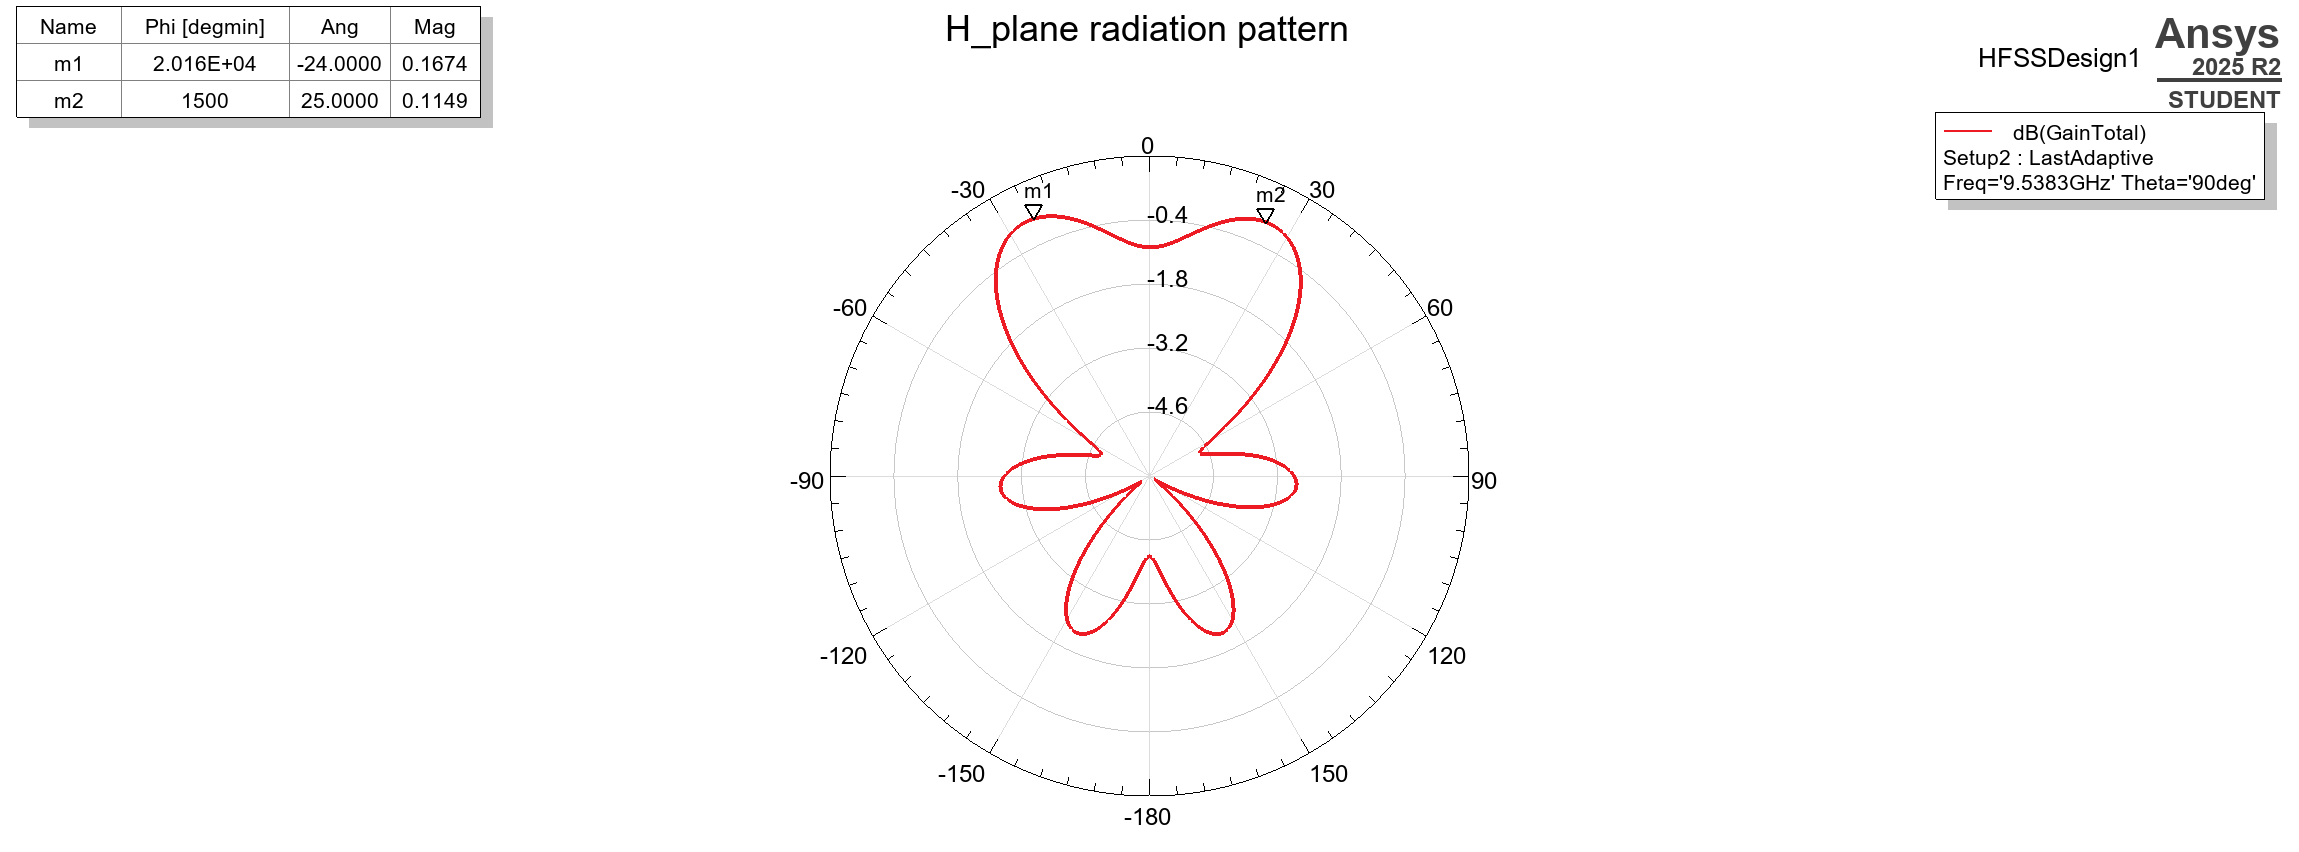 H_plane radiation pattern
Name Phi [degmin] Ang Mag
m1 2.016E+04 -24.0000 0.1674
m2 1500 25.0000 0.1149
HFSSDesign1
Ansys
2025 R2
STUDENT
dB(GainTotal)
Setup2 : LastAdaptive
Freq='9.5383GHz' Theta='90deg'
0
-30 m1 m2 30
-0.4
-60 -1.8 60
-3.2
-4.6
-90 90
-120 120
-150 150
-180